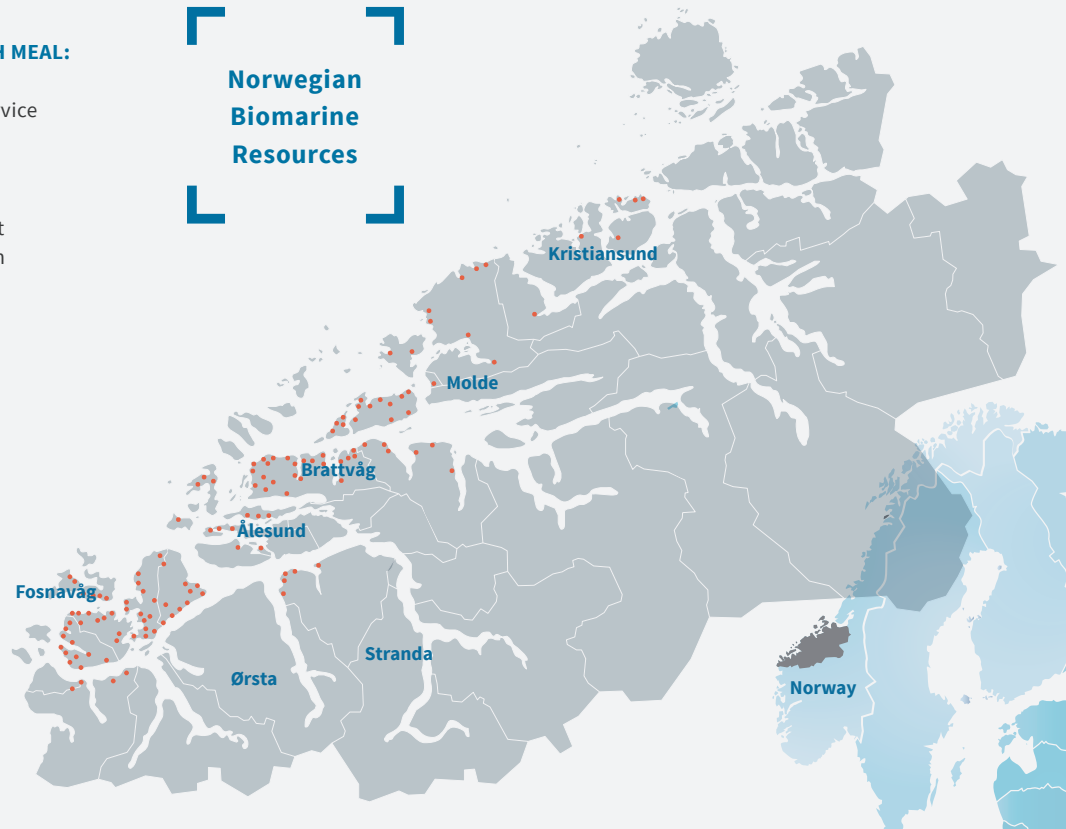 H MEAL:
vice
t
n
Norwegian
Biomarine
Resources
Kristiansund
Molde
Brattvåg
Ålesund
Fosnavåg
Stranda
Ørsta
Norway